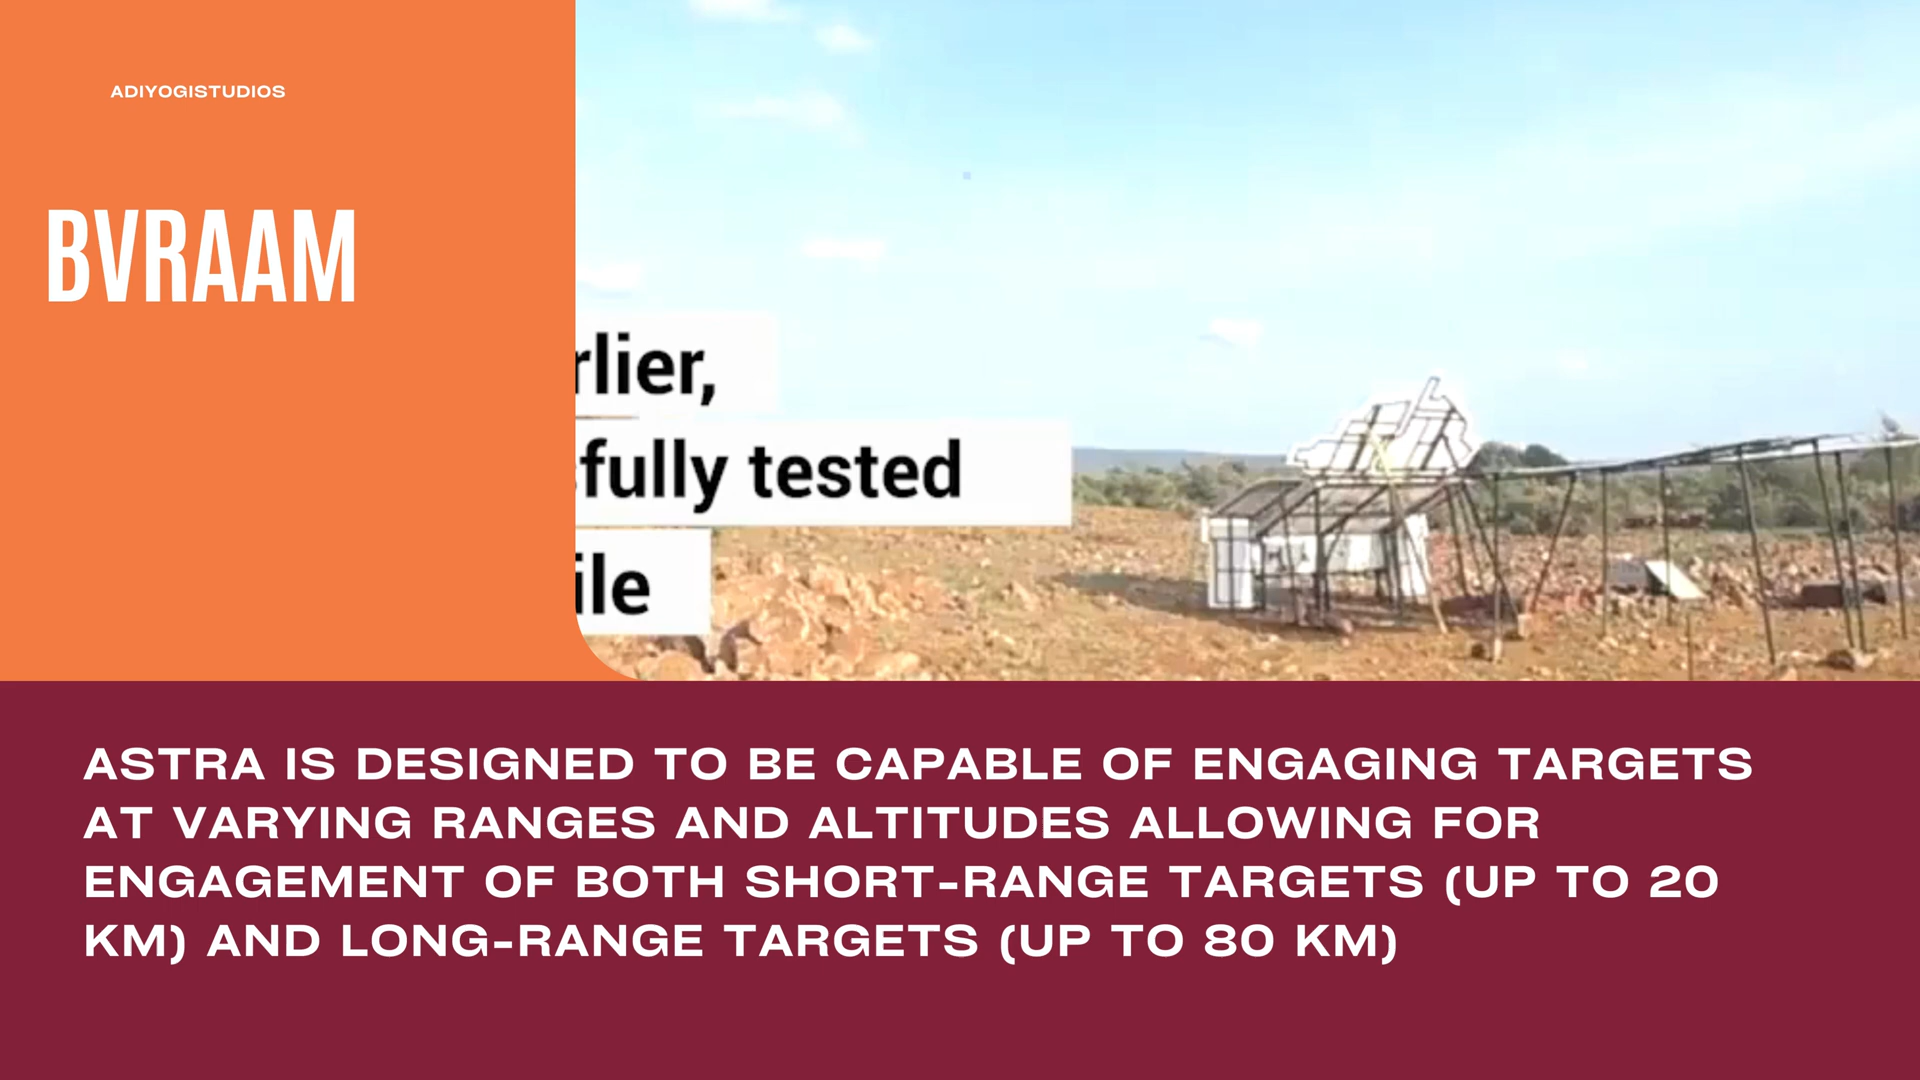 ADIYOGISTUDIOS
BVRAAM
rlier,
fully tested
ile
ASTRA IS DESIGNED TO BE CAPABLE OF ENGAGING TARGETS
AT VARYING RANGES AND ALTITUDES ALLOWING FOR
ENGAGEMENT OF BOTH SHORT-RANGE TARGETS (UP TO 20
KM) AND LONG-RANGE TARGETS (UP TO 80 KM)